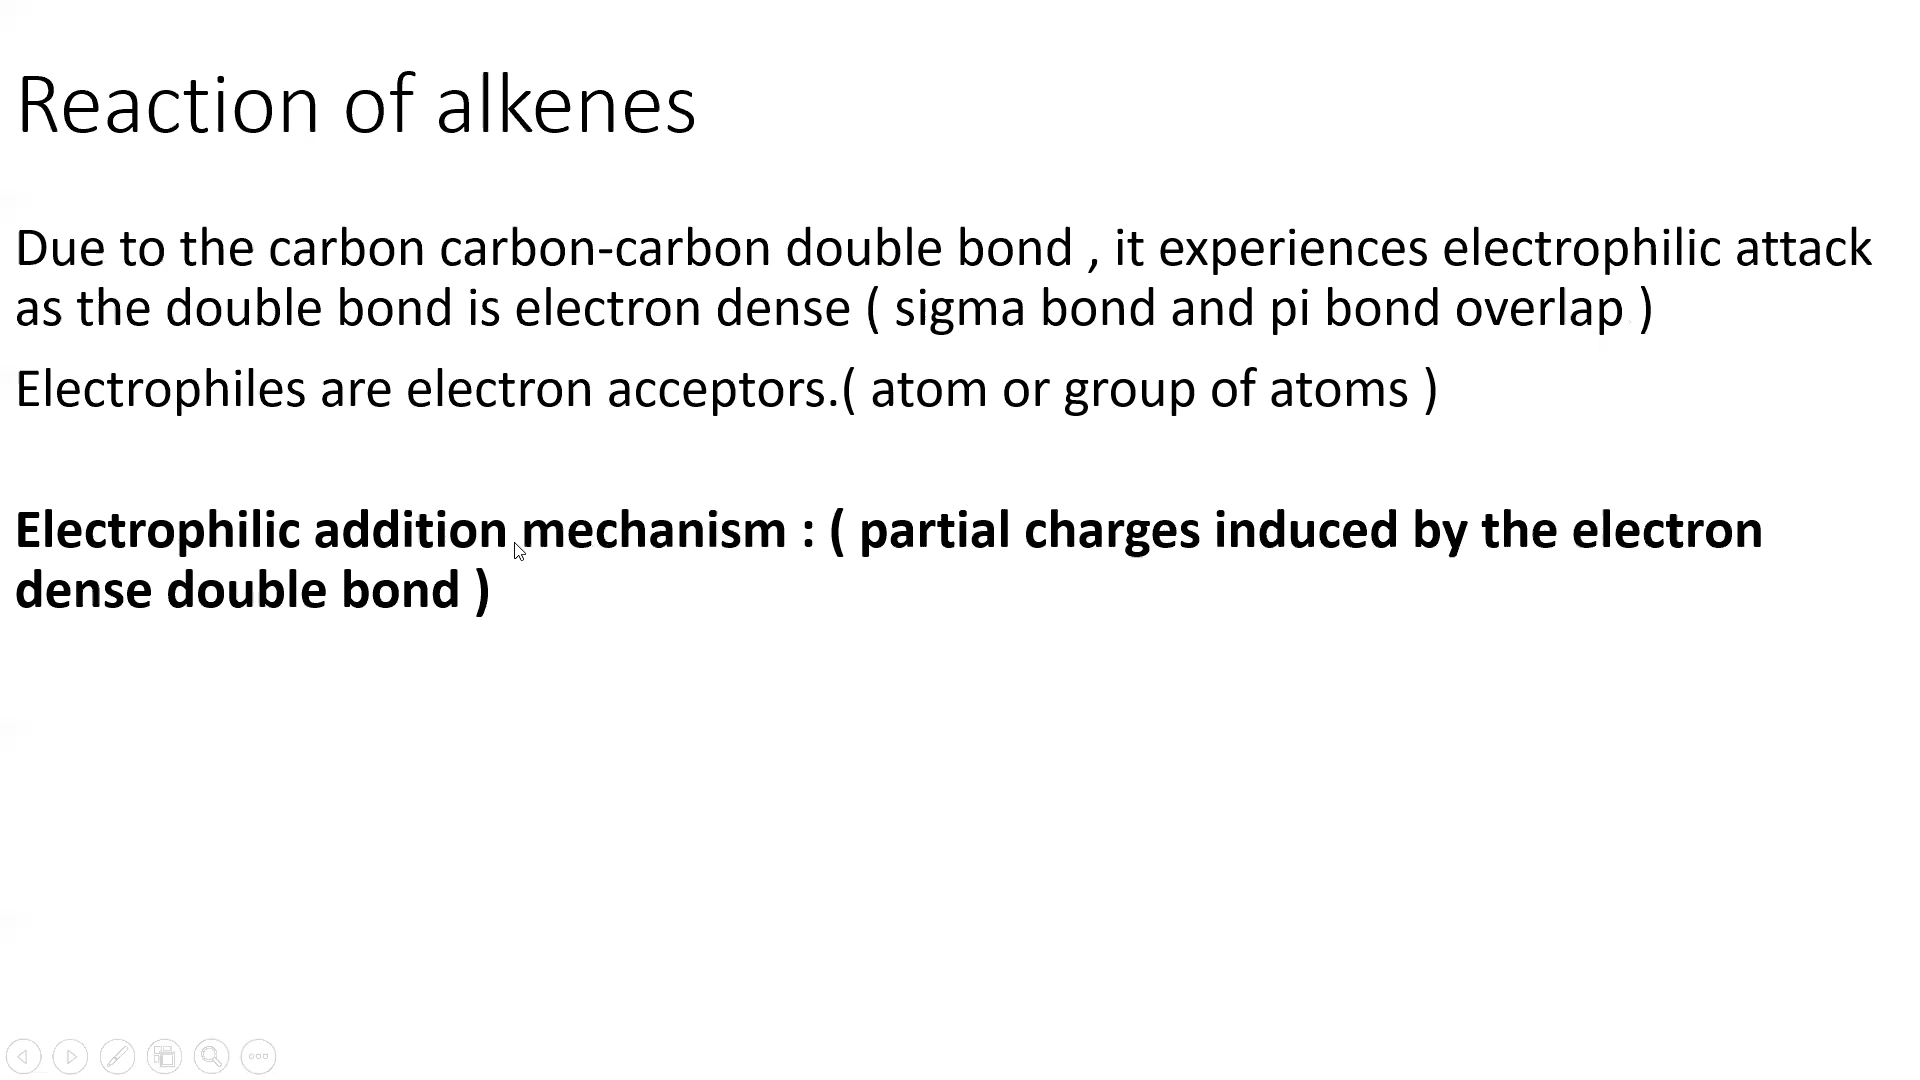 Reaction of alkenes
Due to the carbon carbon-carbon double bond , it experiences electrophilic attack
as the double bond is electron dense ( sigma bond and pi bond overlap )
Electrophiles are electron acceptors.( atom or group of atoms )
Electrophilic addition mechanism : ( partial charges induced by the electron
dense double bond )